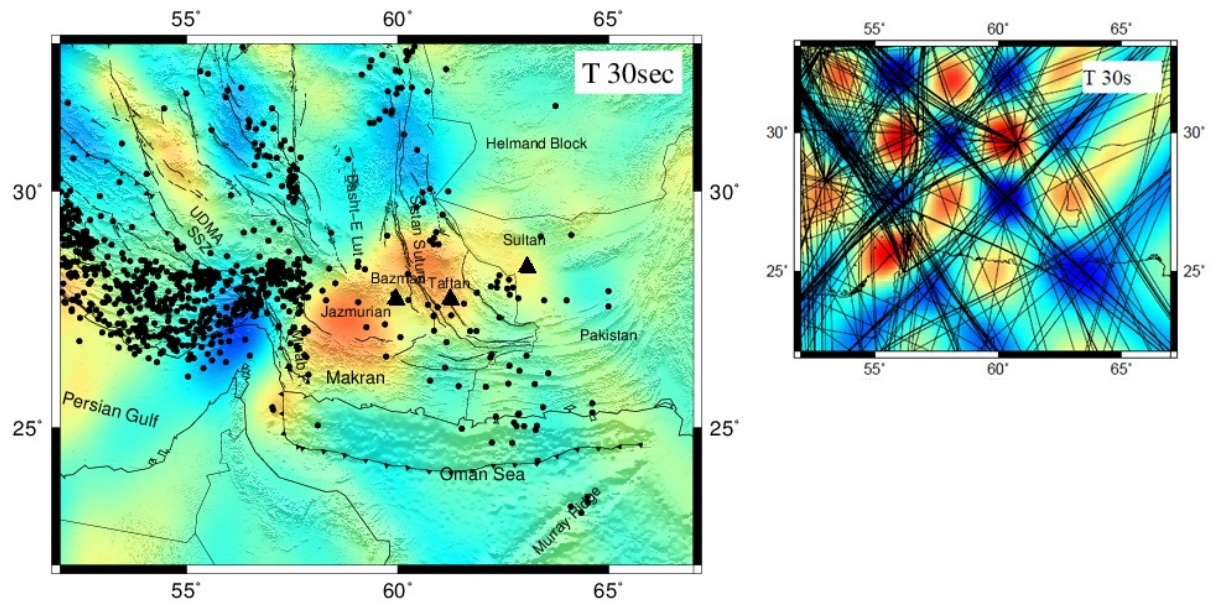 55° 60° 65°
T 30sec
Helmand Block
30° 30°
Dasht-E Lut
Sistan Suture
UDMA
SSZ
Sultan
Bazman Taftan
Jazmurian
Pakistan
Makran
Persian Gulf
25° 25°
Oman Sea
Murray Ridge
55° 60° 65°
55° 60° 65°
T 30s
30° 30°
25° 25°
55° 60° 65°